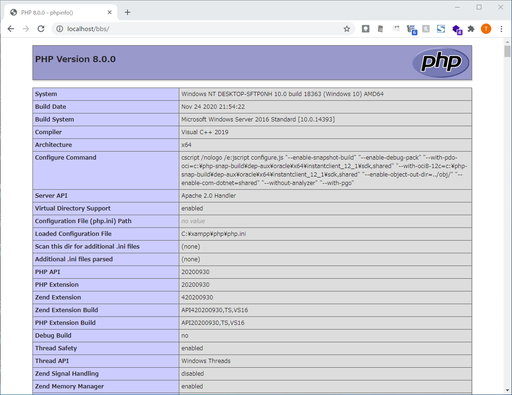 PHP 8.0.0 - phpinfo()
localhost/bbs/
PHP Version 8.0.0
php
System Windows NT DESKTOP-SFTP0NH 10.0 build 18363 (Windows 10) AMD64
Build Date Nov 24 2020 21:54:22
Build System Microsoft Windows Server 2016 Standard [10.0.14393]
Compiler Visual C++ 2019
Architecture x64
Configure Command cscript /nologo /e:jscript configure.js "--enable-snapshot-build" "--enable-debug-pack" "--with-pdo-
oci=c:¥php-snap-build¥dep-aux¥oracle¥x64¥instantclient_12_1¥sdk,shared" "--with-oci8-12c=c:¥php-
snap-build¥dep-aux¥oracle¥x64¥instantclient_12_1¥sdk,shared" "--enable-object-out-dir=../obj/" "--
enable-com-dotnet=shared" "--without-analyzer" "--with-pgo"
Server API Apache 2.0 Handler
Virtual Directory Support enabled
Configuration File (php.ini) Path no value
Loaded Configuration File C:¥xampp¥php¥php.ini
Scan this dir for additional .ini files (none)
Additional .ini files parsed (none)
PHP API 20200930
PHP Extension 20200930
Zend Extension 420200930
Zend Extension Build API420200930,TS,VS16
PHP Extension Build API20200930,TS,VS16
Debug Build no
Thread Safety enabled
Thread API Windows Threads
Zend Signal Handling disabled
Zend Memory Manager enabled